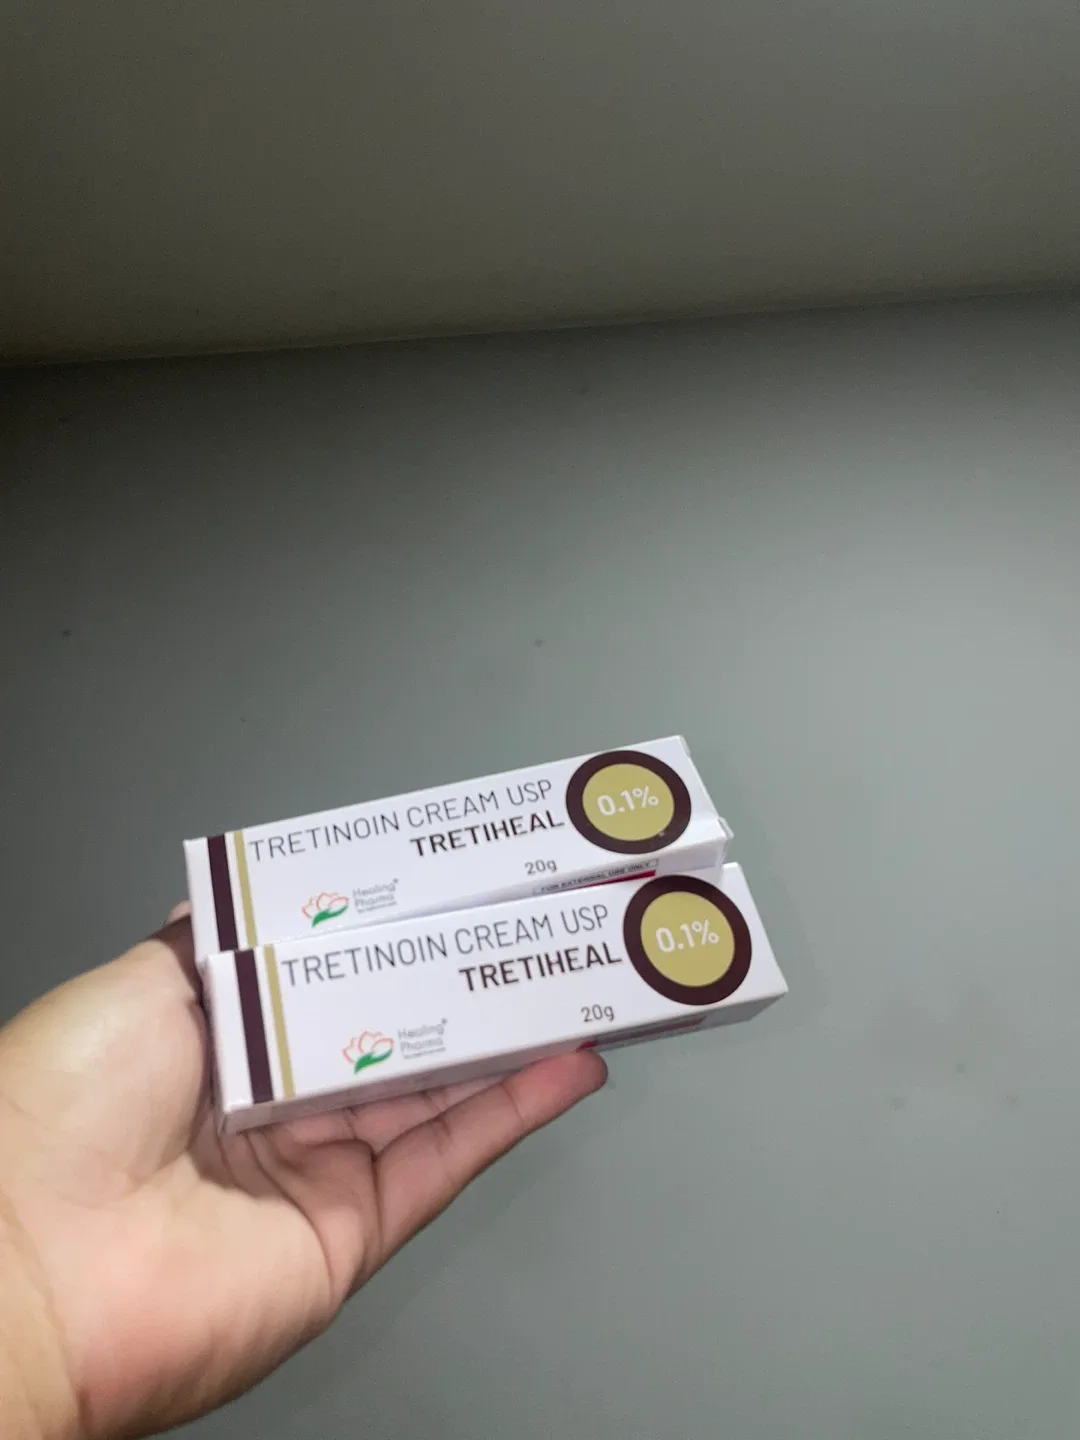 TRETINOIN CREAM USP
TRETIHEAL
0.1%
20g
FOR EXTERNAL USE ONLY
Healing
Pharma
TRETINOIN CREAM USP
TRETIHEAL
0.1%
20g
Healing
Pharma